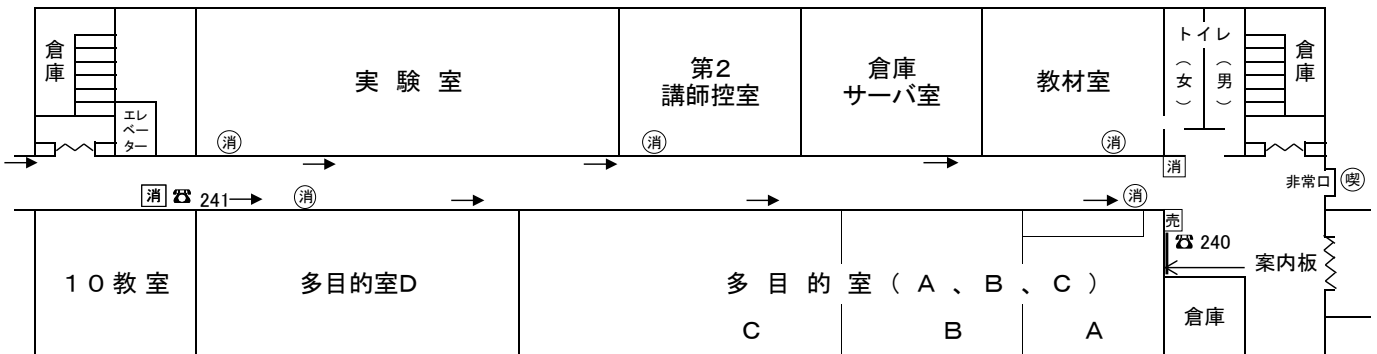 倉庫
実験室
第2
講師控室
倉庫
サーバ室
教材室
トイレ
（女）
（男）
倉庫
エレ
ベー
ター
消
消
消
消
非常口
喫
消
☎ 241
消
消
売
☎ 240
案内板
10教室
多目的室D
多目的室（A、B、C）
C
B
A
倉庫